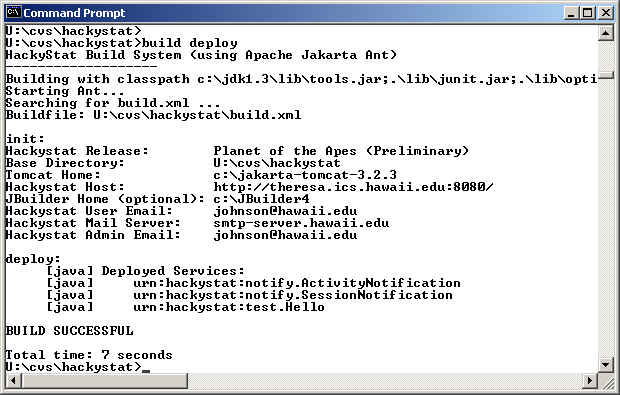 Command Prompt
U:\cvs\hackystat>
U:\cvs\hackystat>build deploy
HackyStat Build System (using Apache Jakarta Ant)
-------------------
Building with classpath c:\jdk1.3\lib\tools.jar;.\lib\junit.jar;.\lib\opti
Starting Ant...
Searching for build.xml ...
Buildfile: U:\cvs\hackystat\build.xml
init:
Hackystat Release: Planet of the Apes (Preliminary)
Base Directory: U:\cvs\hackystat
Tomcat Home: c:\jakarta-tomcat-3.2.3
Hackystat Host: http://theresa.ics.hawaii.edu:8080/
JBuilder Home (optional): c:\JBuilder4
Hackystat User Email: johnson@hawaii.edu
Hackystat Mail Server: smtp-server.hawaii.edu
Hackystat Admin Email: johnson@hawaii.edu
deploy:
[java] Deployed Services:
[java] urn:hackystat:notify.ActivityNotification
[java] urn:hackystat:notify.SessionNotification
[java] urn:hackystat:test.Hello
BUILD SUCCESSFUL
Total time: 7 seconds
U:\cvs\hackystat>_